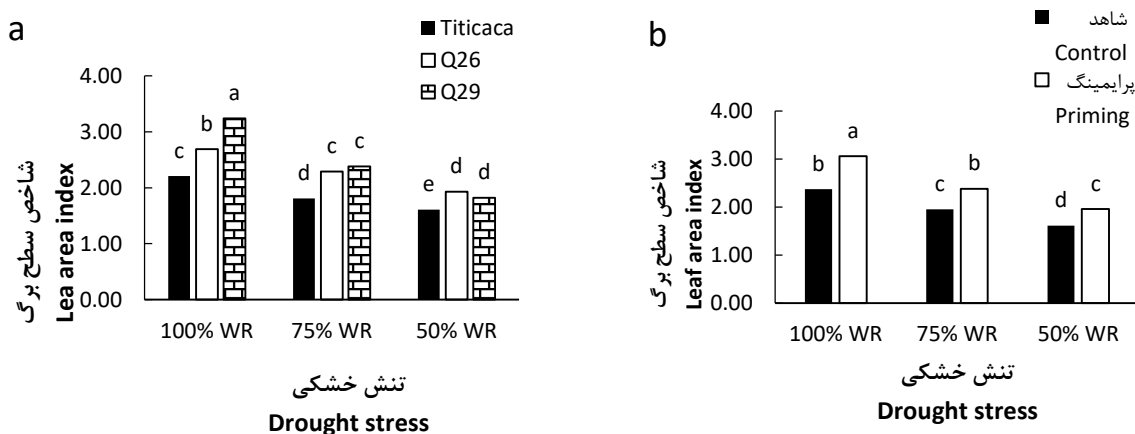 a
Titicaca
Q26
Q29
شاخص سطح برگ
Lea area index
4.00
3.00
2.00
1.00
0.00
c b a
d c c
e d d
100% WR 75% WR 50% WR
تنش خشکی
Drought stress
b
شاهد
Control
پرایمینگ
Priming
شاخص سطح برگ
Leaf area index
4.00
3.00
2.00
1.00
0.00
b a
c b
d c
100% WR 75% WR 50% WR
تنش خشکی
Drought stress